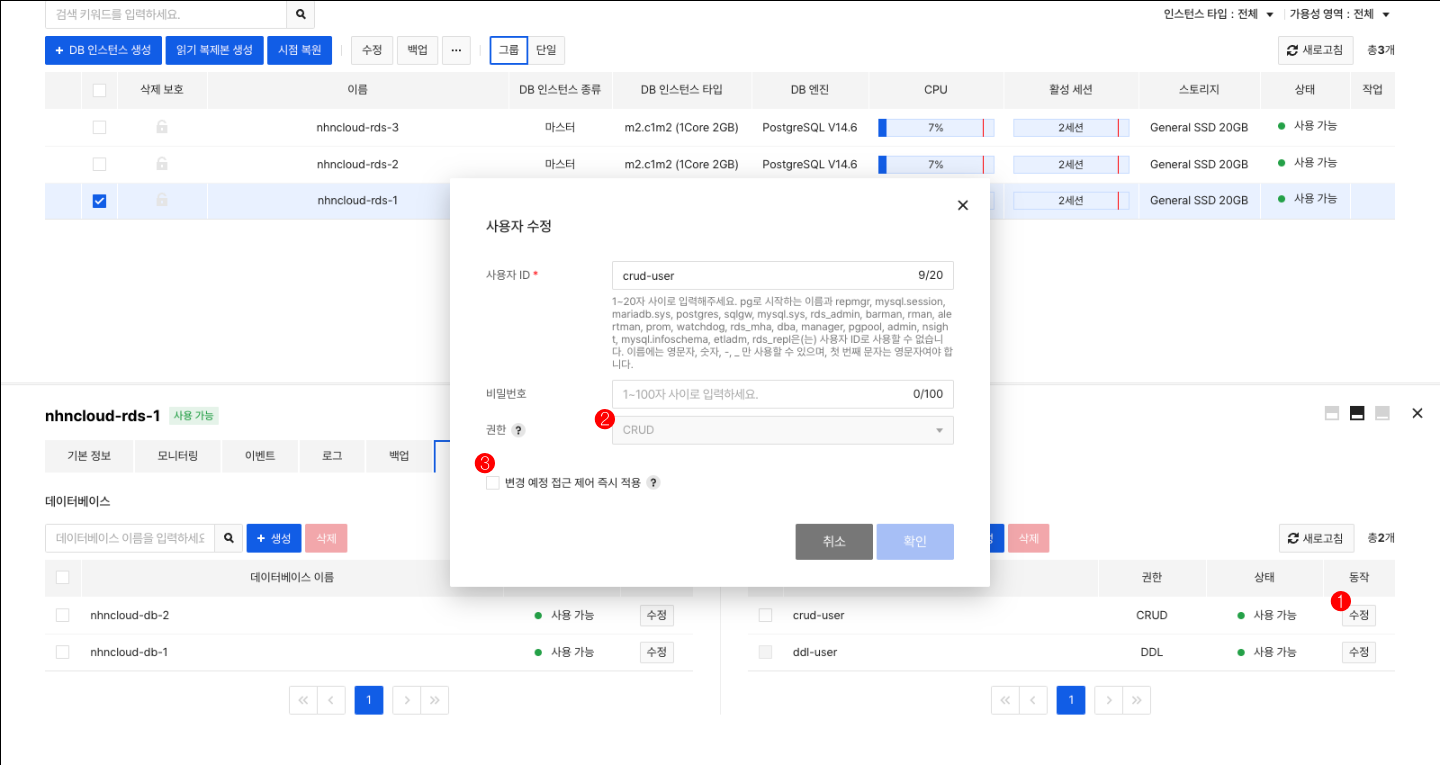 검색 키워드를 입력하세요.
인스턴스 타입 : 전체 ▼ 가용성 영역 : 전체 ▼
+ DB 인스턴스 생성 읽기 복제본 생성 시점 복원 수정 백업 ... 그룹 단일 새로고침 총3개
삭제 보호 이름 DB 인스턴스 종류 DB 인스턴스 타입 DB 엔진 CPU 활성 세션 스토리지 상태 작업
nhncloud-rds-3 마스터 m2.c1m2 (1Core 2GB) PostgreSQL V14.6 7% 2세션 General SSD 20GB 사용 가능
nhncloud-rds-2 마스터 m2.c1m2 (1Core 2GB) PostgreSQL V14.6 7% 2세션 General SSD 20GB 사용 가능
nhncloud-rds-1 2세션 General SSD 20GB 사용 가능
사용자 수정
사용자 ID * crud-user 9/20
1~20자 사이로 입력해주세요. pg로 시작하는 이름과 repmgr, mysql.session,
mariadb.sys, postgres, sqlgw, mysql.sys, rds_admin, barman, rman, ale
rtman, prom, watchdog, rds_mha, dba, manager, pgpool, admin, nsigh
t, mysql.infoschema, etladm, rds_repl은(는) 사용자 ID로 사용할 수 없습니
다. 이름에는 영문자, 숫자, -, _ 만 사용할 수 있으며, 첫 번째 문자는 영문자여야 합
니다.
비밀번호 1~100자 사이로 입력하세요. 0/100
2
권한 ? CRUD
3
변경 예정 접근 제어 즉시 적용 ?
취소 확인
nhncloud-rds-1 사용 가능
기본 정보 모니터링 이벤트 로그 백업
데이터베이스
데이터베이스 이름을 입력하세요 + 생성 삭제
삭제 새로고침 총2개
데이터베이스 이름
권한 상태 동작
1
nhncloud-db-2 사용 가능 수정
crud-user CRUD 사용 가능 수정
nhncloud-db-1 사용 가능 수정
ddl-user DDL 사용 가능 수정
« ‹ 1 › »
« ‹ 1 › »